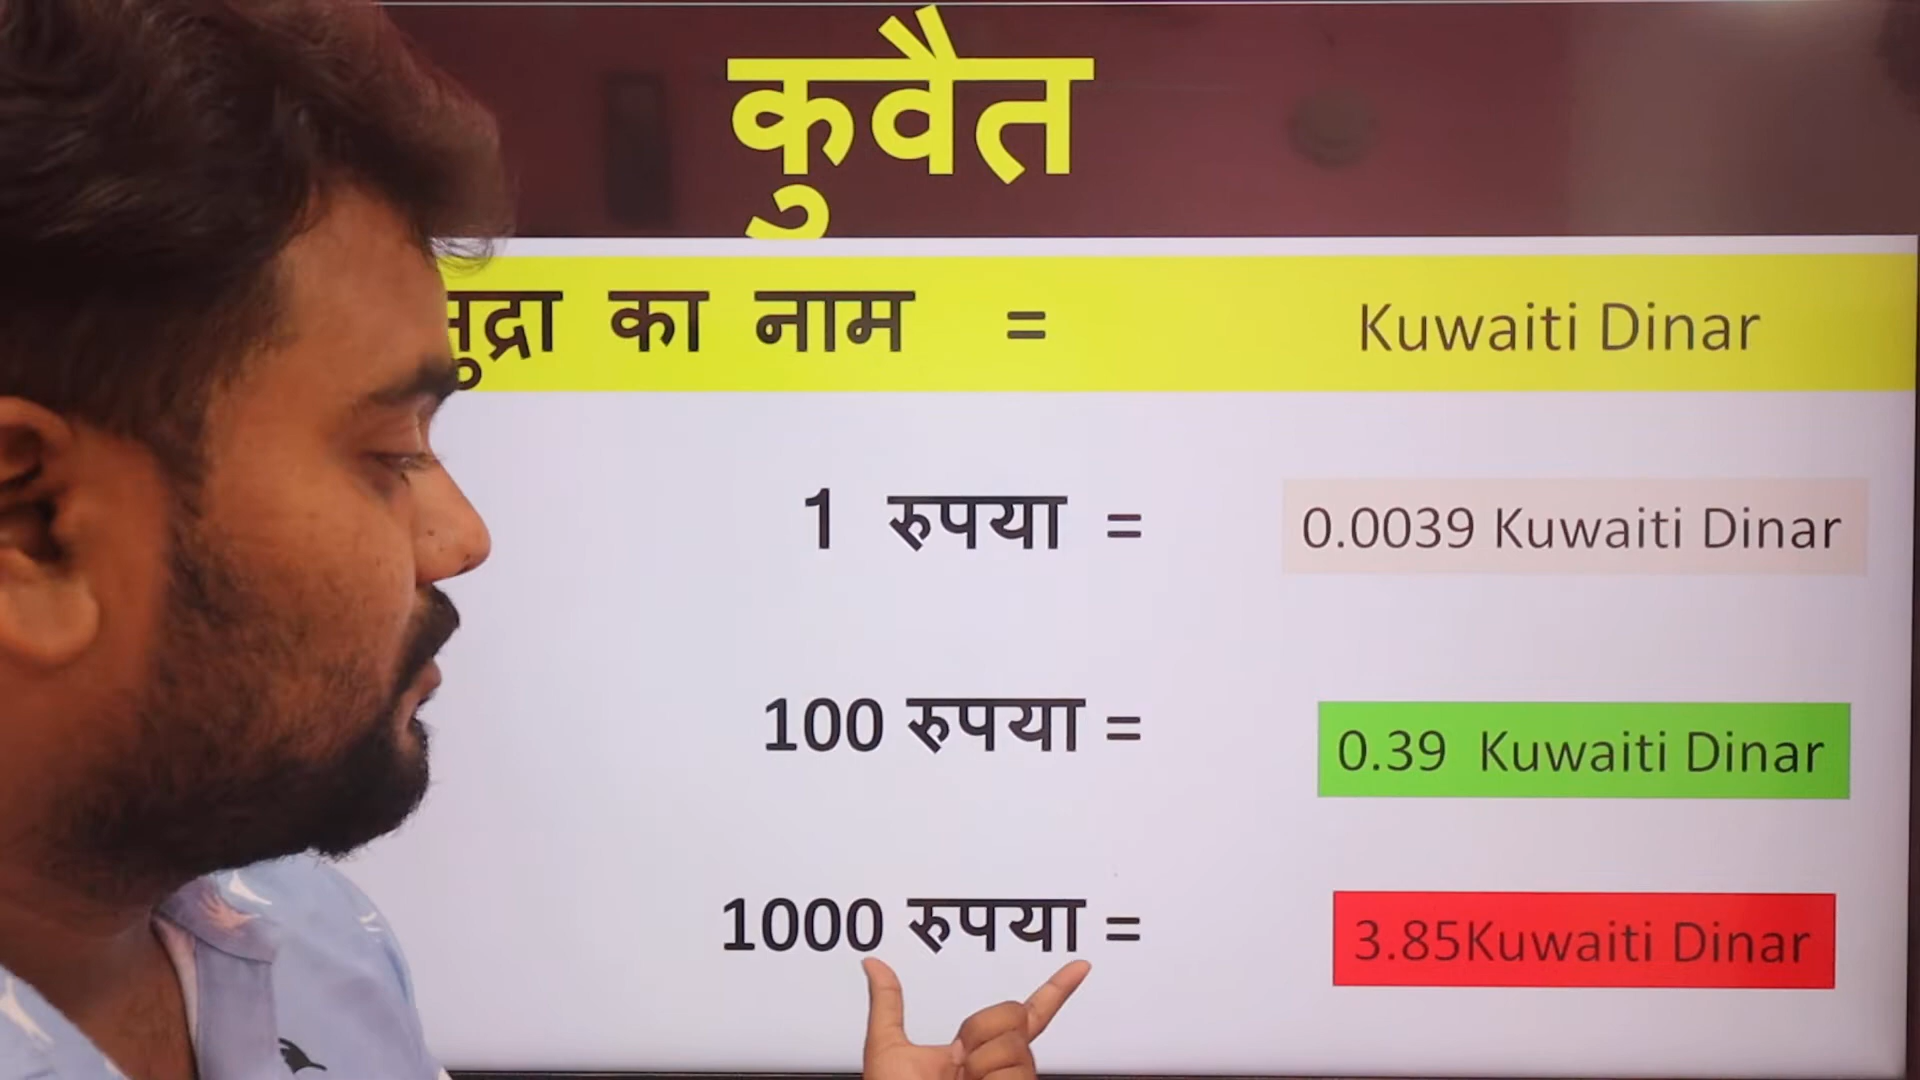 कुवैत
मुद्रा का नाम = Kuwaiti Dinar
1 रुपया = 0.0039 Kuwaiti Dinar
100 रुपया = 0.39 Kuwaiti Dinar
1000 रुपया = 3.85Kuwaiti Dinar